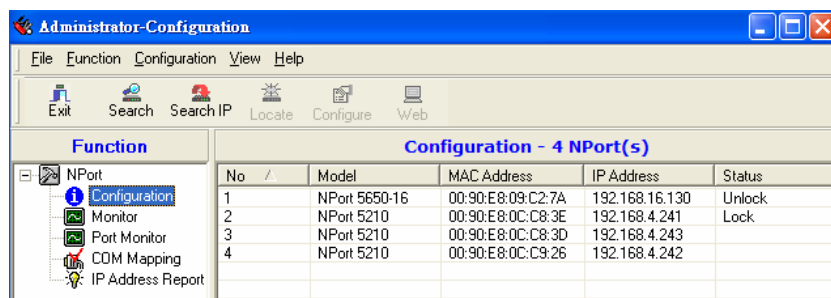 Administrator-Configuration
File Function Configuration View Help
Exit Search Search IP Locate Configure Web
Function
Configuration - 4 NPort(s)
NPort
Configuration
Monitor
Port Monitor
COM Mapping
IP Address Report
No Model MAC Address IP Address Status
1 NPort 5650-16 00:90:E8:09:C2:7A 192.168.16.130 Unlock
2 NPort 5210 00:90:E8:0C:C8:3E 192.168.4.241 Lock
3 NPort 5210 00:90:E8:0C:C8:3D 192.168.4.243
4 NPort 5210 00:90:E8:0C:C9:26 192.168.4.242